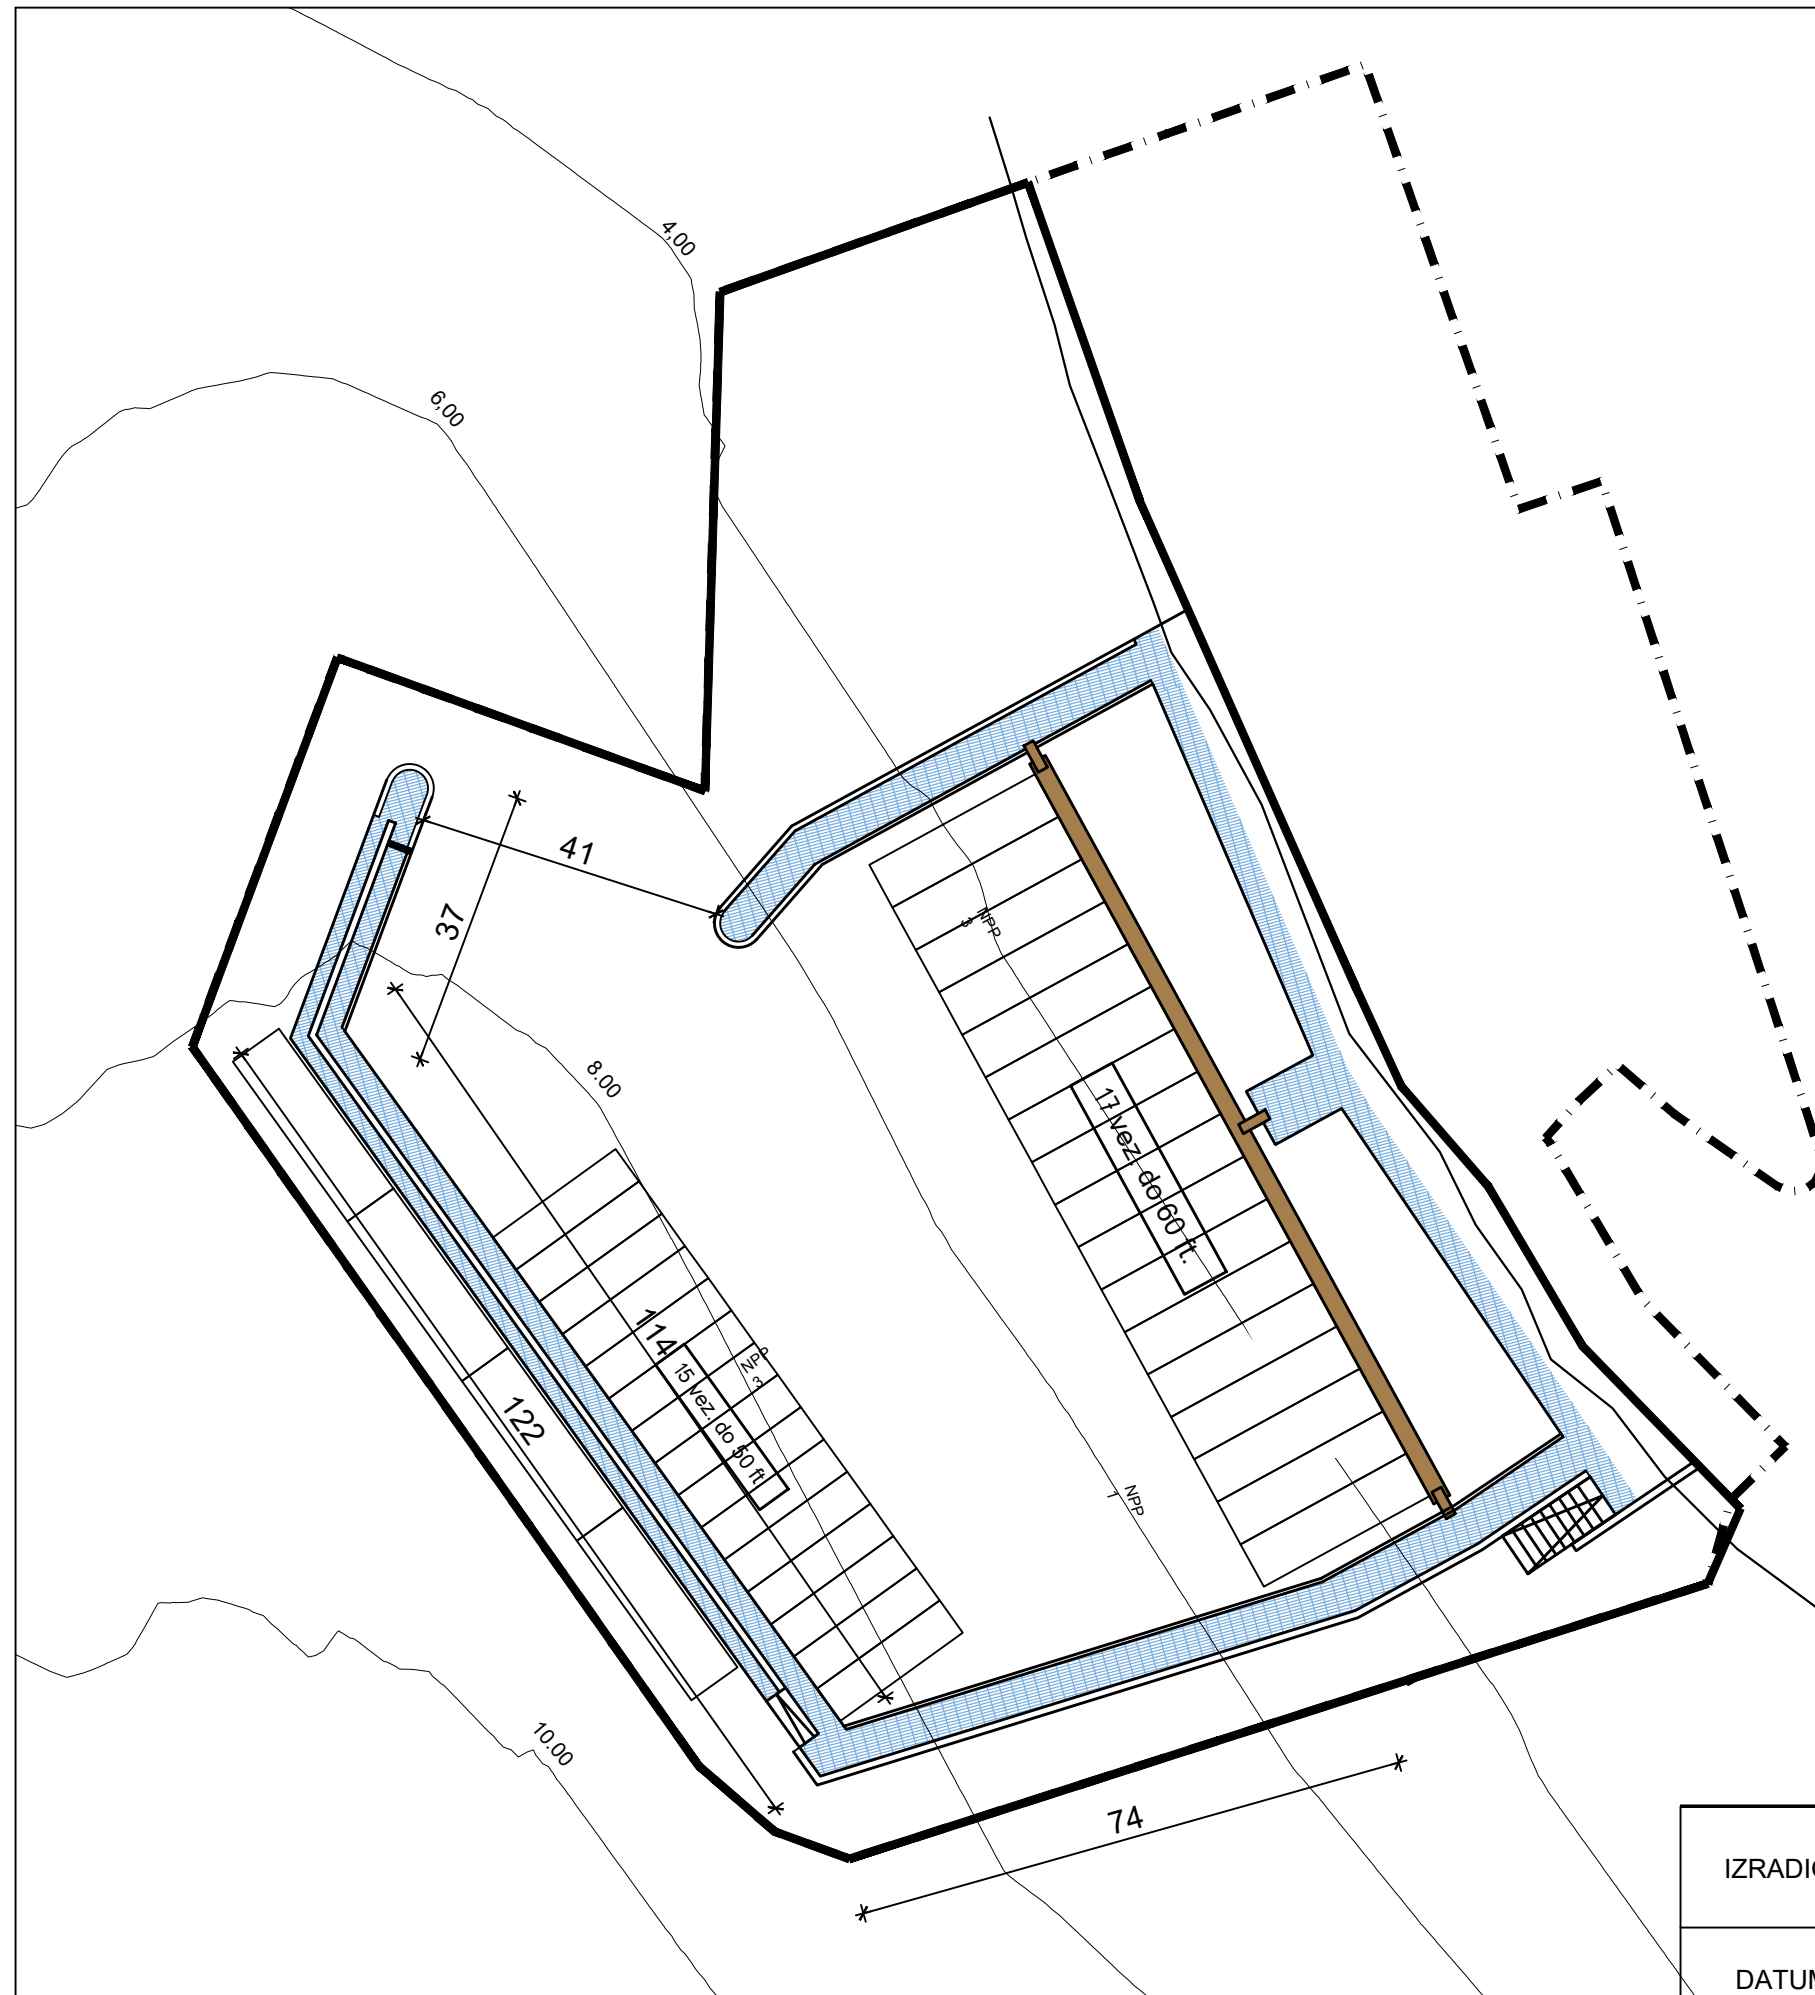 4,00
6,00
41
37
NPP
3
8.00
17 vez. do 60 ft.
114
NPP
3
15 vez. do 50 ft.
122
NPP
1
10.00
74
IZRADIO
DATUM